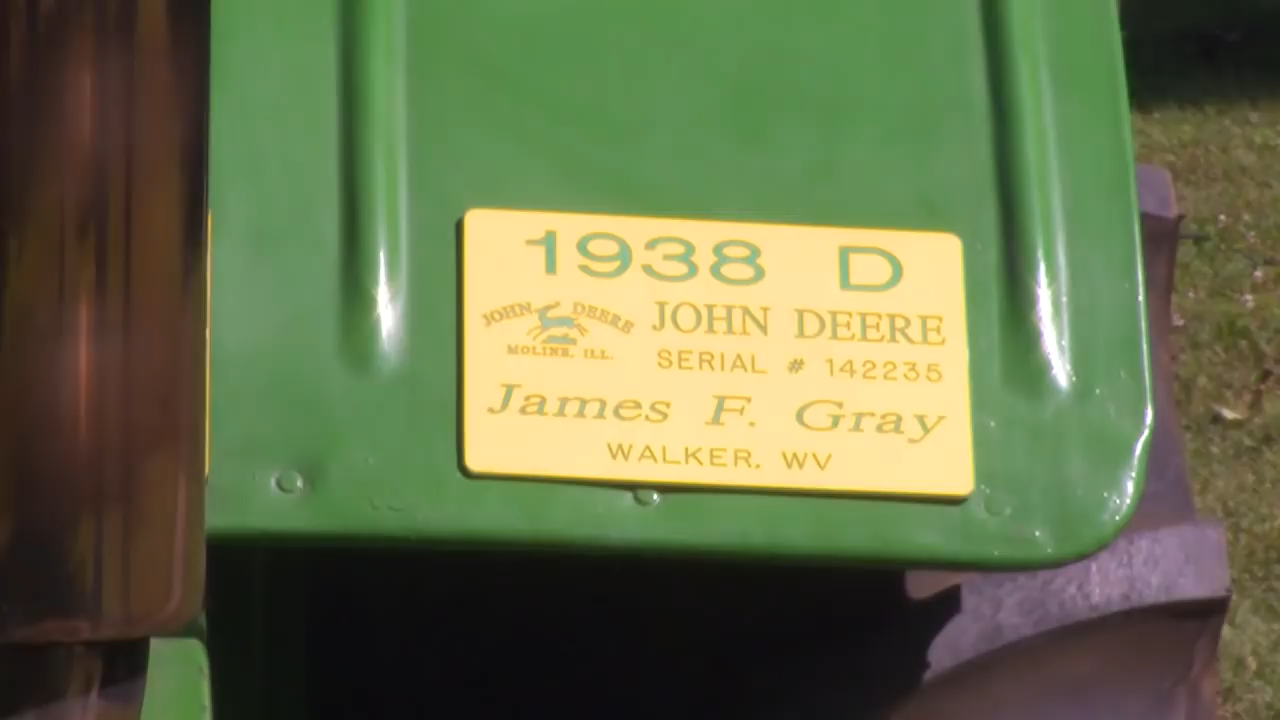 1938 D
JOHN DEERE
MOLINE, ILL.
JOHN DEERE
SERIAL # 142235
James F. Gray
WALKER, WV